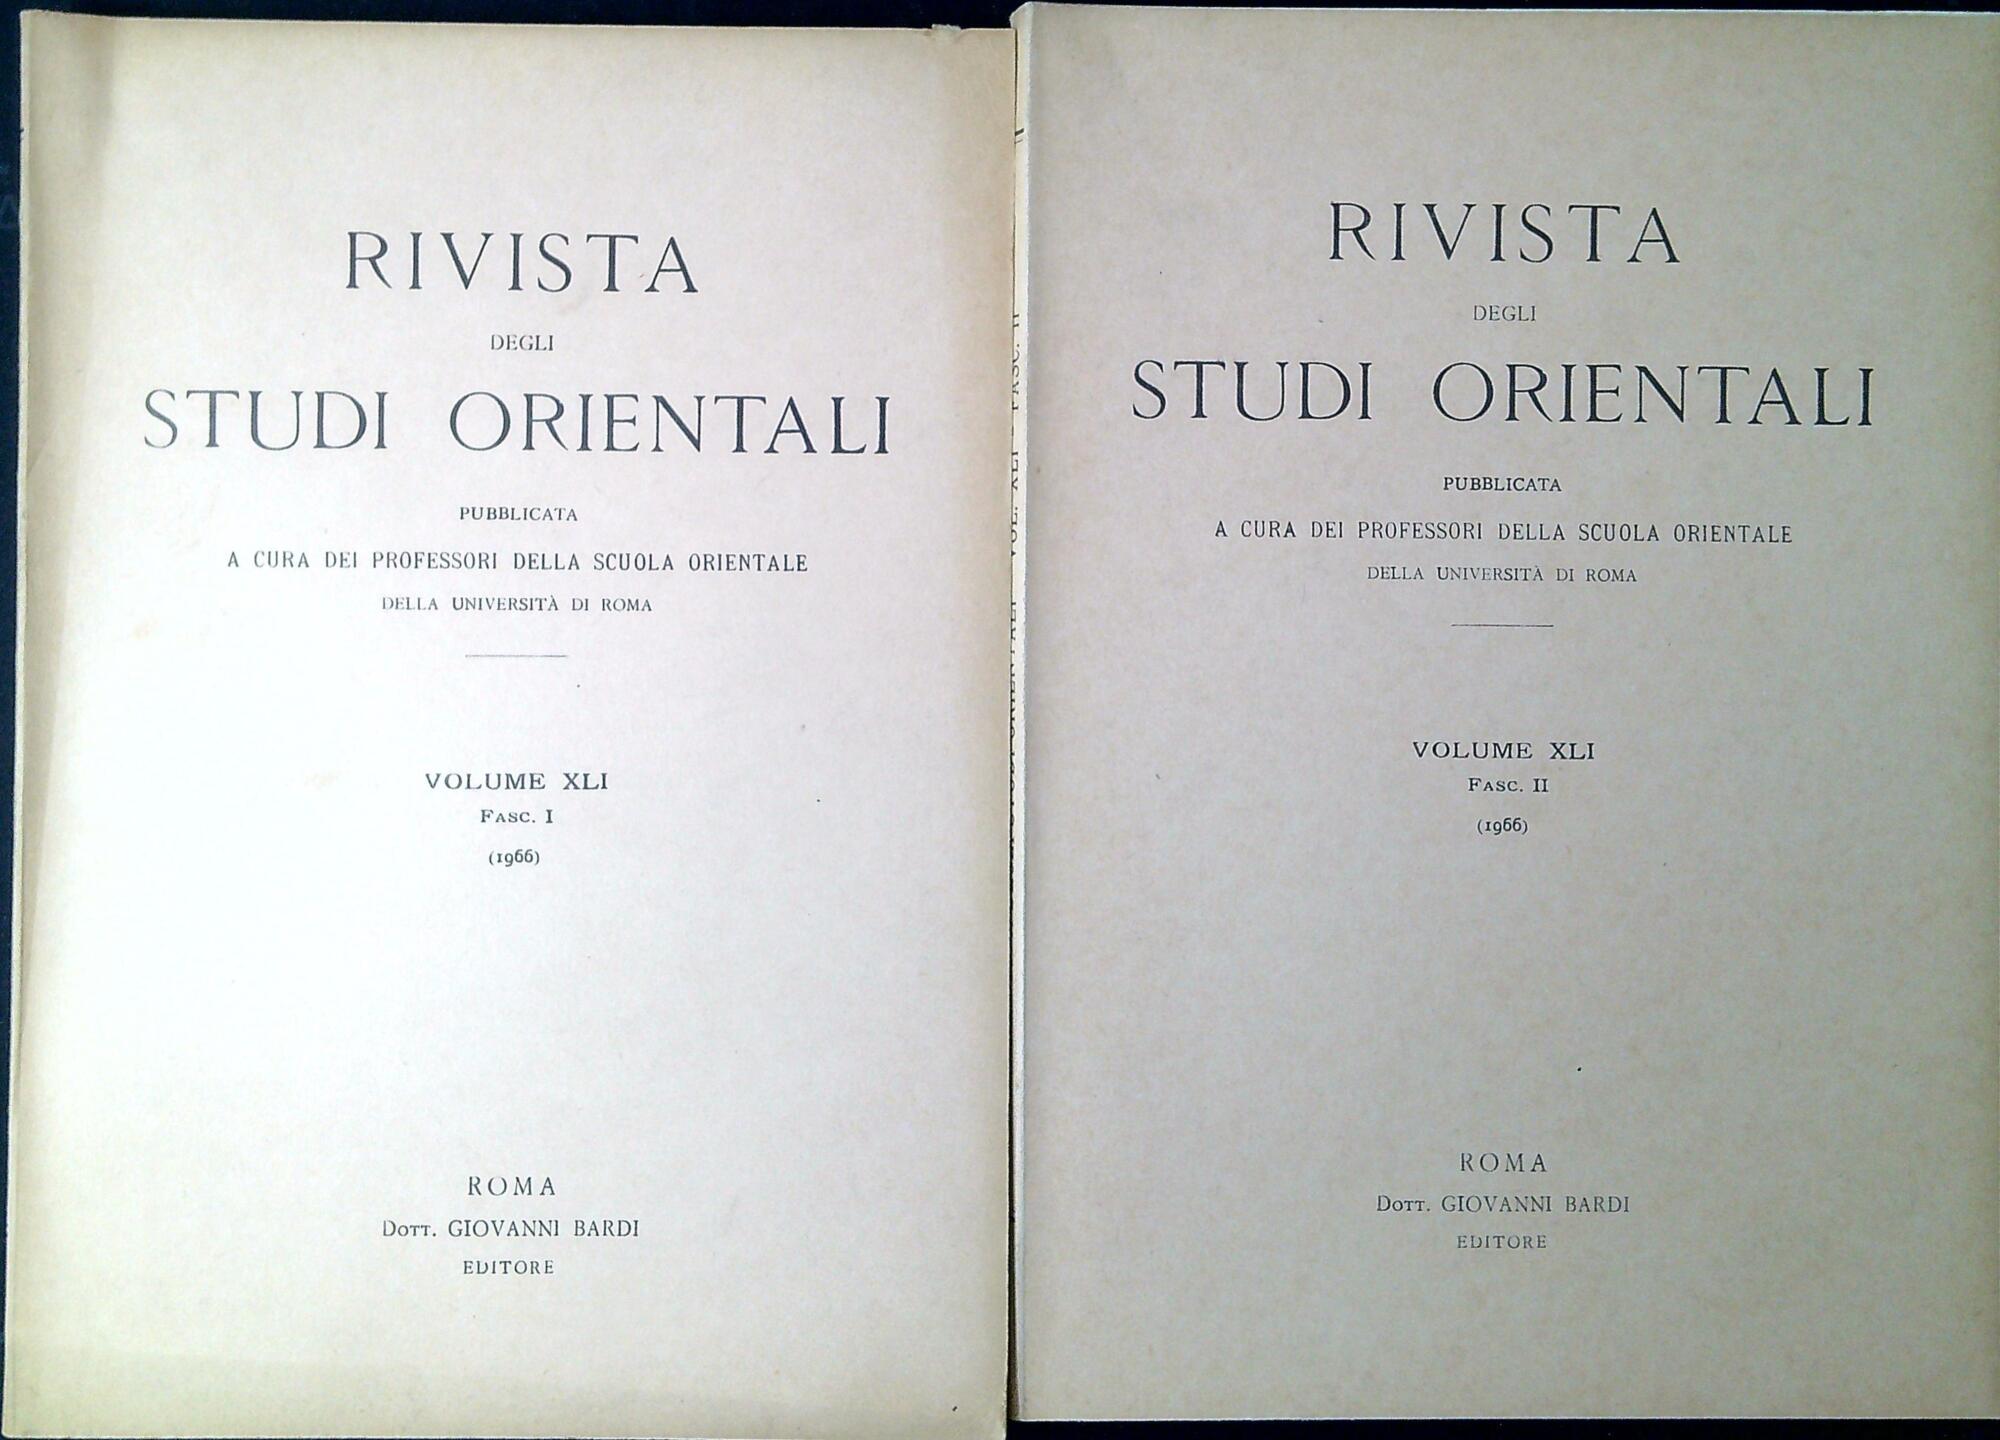 RIVISTA
DEGLI
STUDI ORIENTALI
PUBBLICATA
A CURA DEI PROFESSORI DELLA SCUOLA ORIENTALE
DELLA UNIVERSITÀ DI ROMA
VOLUME XLI
FASC. I
(1966)
ROMA
DOTT. GIOVANNI BARDI
EDITORE
RIVISTA
DEGLI
STUDI ORIENTALI
PUBBLICATA
A CURA DEI PROFESSORI DELLA SCUOLA ORIENTALE
DELLA UNIVERSITÀ DI ROMA
VOLUME XLI
FASC. II
(1966)
ROMA
DOTT. GIOVANNI BARDI
EDITORE